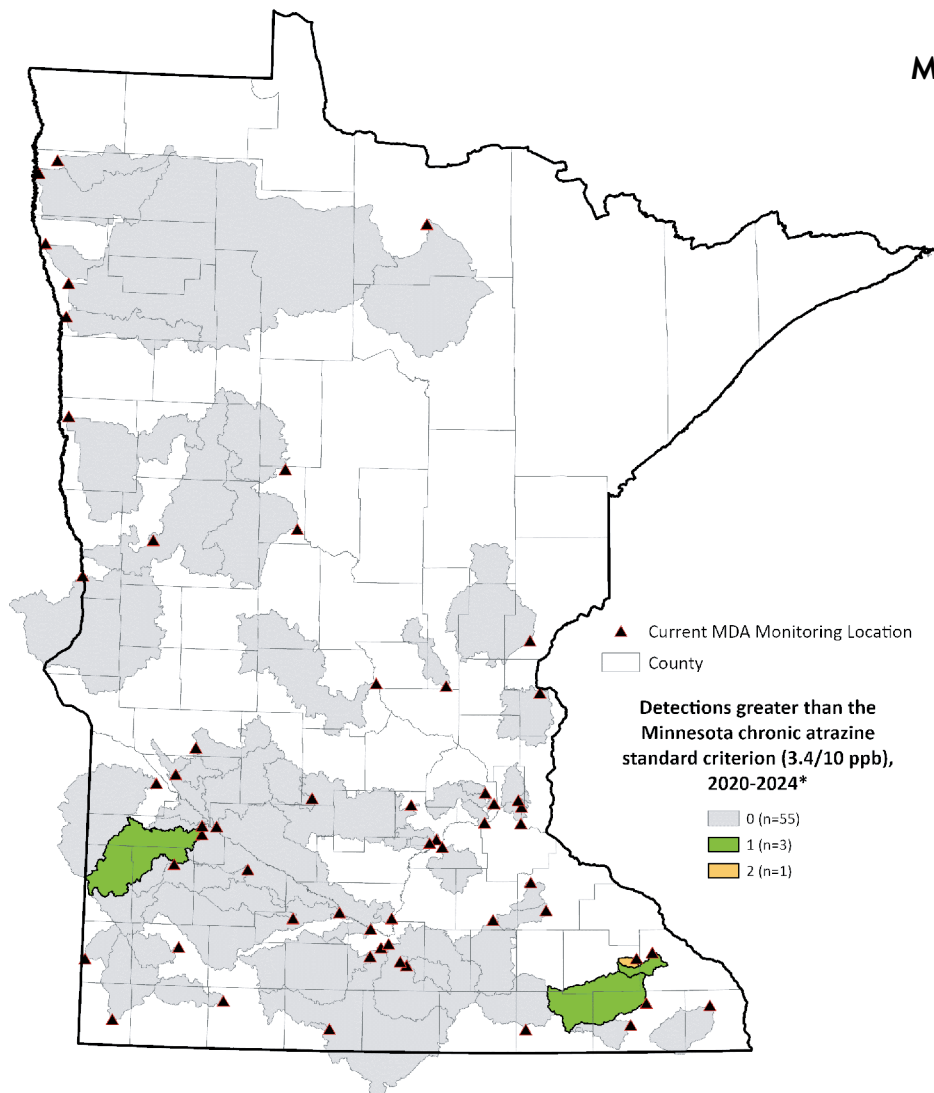 M
Current MDA Monitoring Location
County
Detections greater than the
Minnesota chronic atrazine
standard criterion (3.4/10 ppb),
2020-2024*
0 (n=55)
1 (n=3)
2 (n=1)